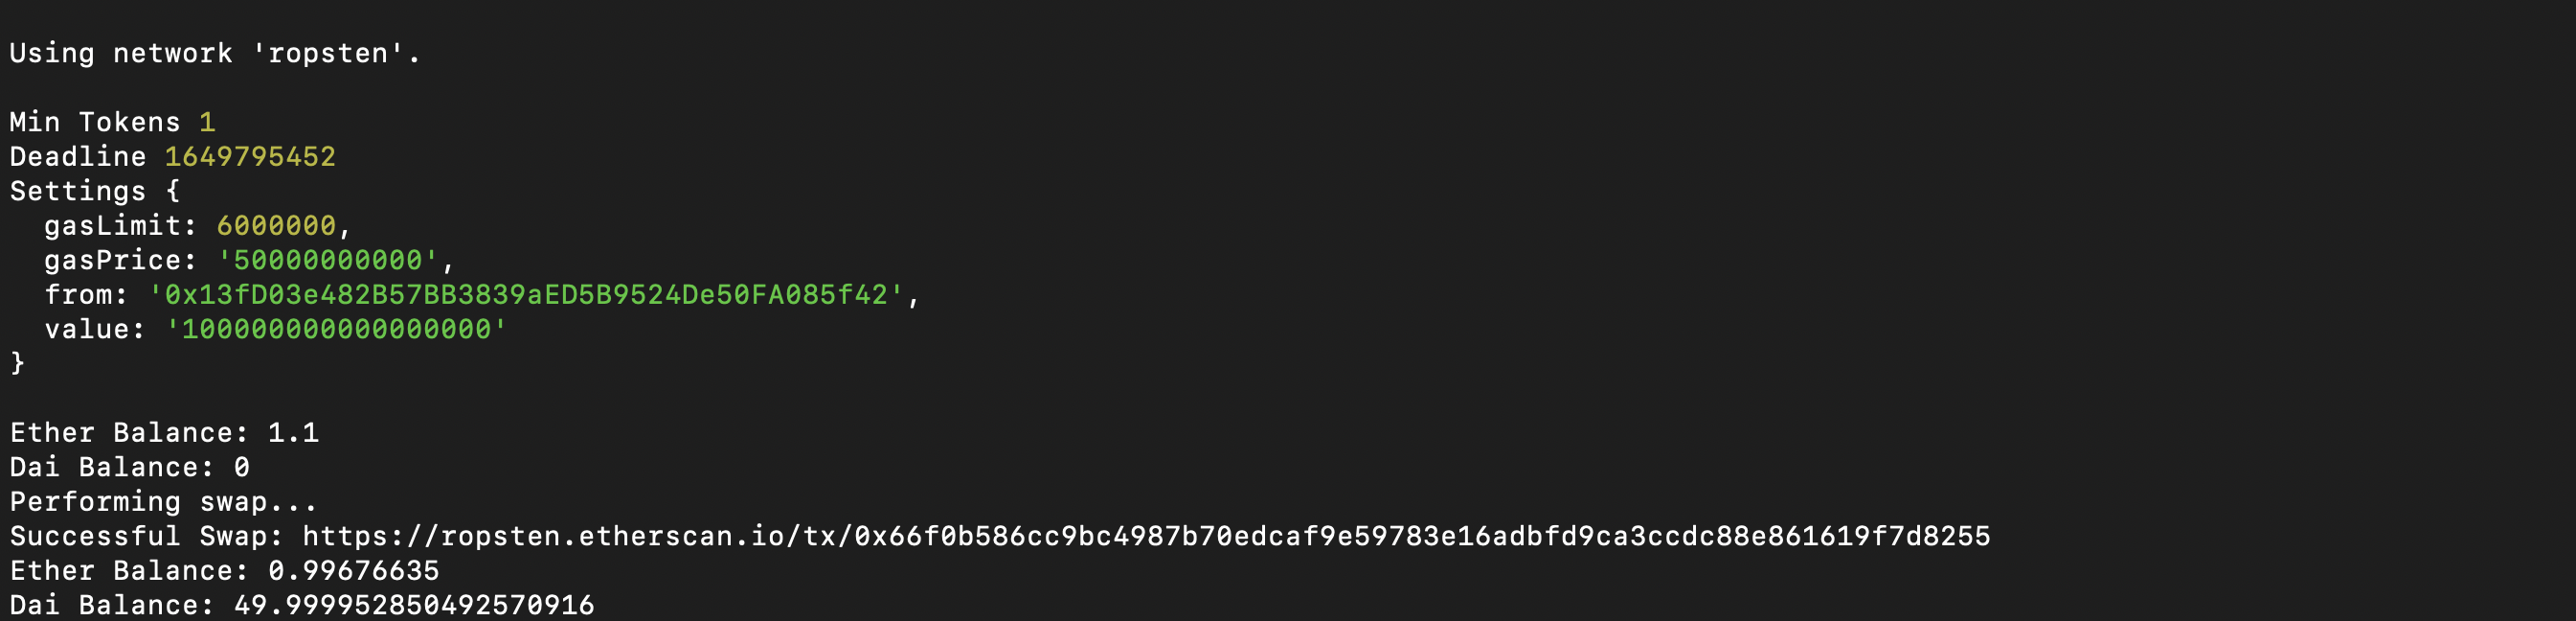 Using network 'ropsten'.
Min Tokens 1
Deadline 1649795452
Settings {
  gasLimit: 6000000,
  gasPrice: '50000000000',
  from: '0x13fD03e482B57BB3839aED5B9524De50FA085f42',
  value: '100000000000000000'
}
Ether Balance: 1.1
Dai Balance: 0
Performing swap...
Successful Swap: https://ropsten.etherscan.io/tx/0x66f0b586cc9bc4987b70edcaf9e59783e16adbfd9ca3ccdc88e861619f7d8255
Ether Balance: 0.99676635
Dai Balance: 49.999952850492570916